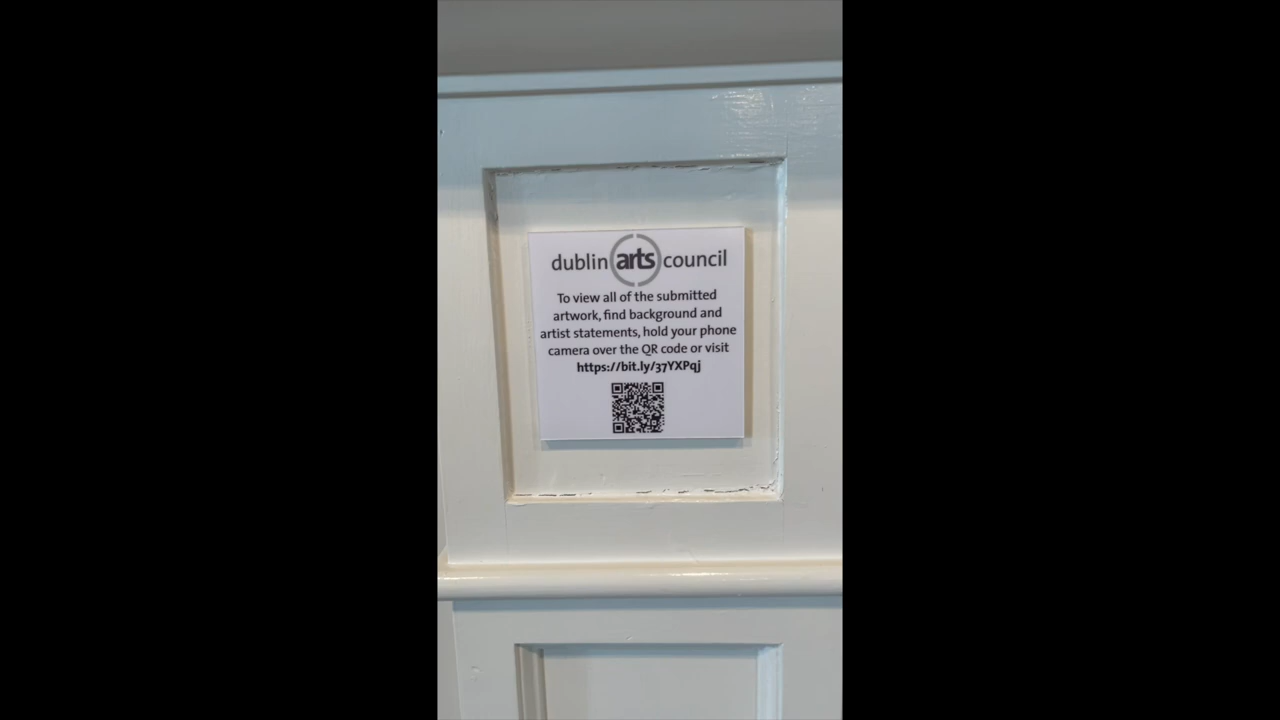 dublin arts council
To view all of the submitted
artwork, find background and
artist statements, hold your phone
camera over the QR code or visit
https://bit.ly/37YXPqj